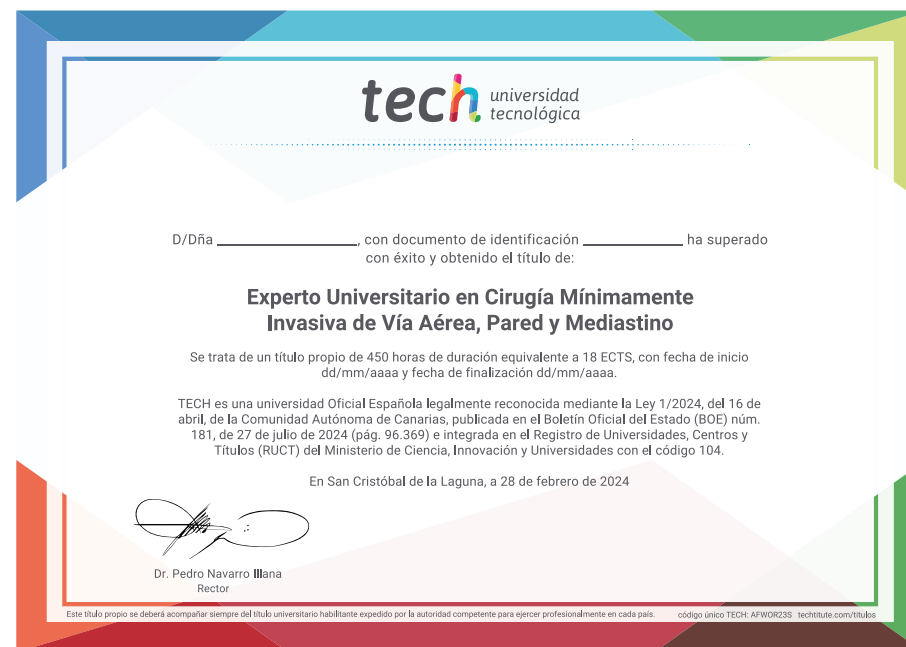 tech universidad
tecnológica
D/Dña ____________________, con documento de identificación ______________ ha superado
con éxito y obtenido el título de:
Experto Universitario en Cirugía Mínimamente
Invasiva de Vía Aérea, Pared y Mediastino
Se trata de un título propio de 450 horas de duración equivalente a 18 ECTS, con fecha de inicio
dd/mm/aaaa y fecha de finalización dd/mm/aaaa.
TECH es una universidad Oficial Española legalmente reconocida mediante la Ley 1/2024, del 16 de
abril, de la Comunidad Autónoma de Canarias, publicada en el Boletín Oficial del Estado (BOE) núm.
181, de 27 de julio de 2024 (pág. 96.369) e integrada en el Registro de Universidades, Centros y
Títulos (RUCT) del Ministerio de Ciencia, Innovación y Universidades con el código 104.
En San Cristóbal de la Laguna, a 28 de febrero de 2024
Dr. Pedro Navarro Illana
Rector
Este título propio se deberá acompañar siempre del título universitario habilitante expedido por la autoridad competente para ejercer profesionalmente en cada país. código único TECH: AFWOR23S techtitute.com/titulos